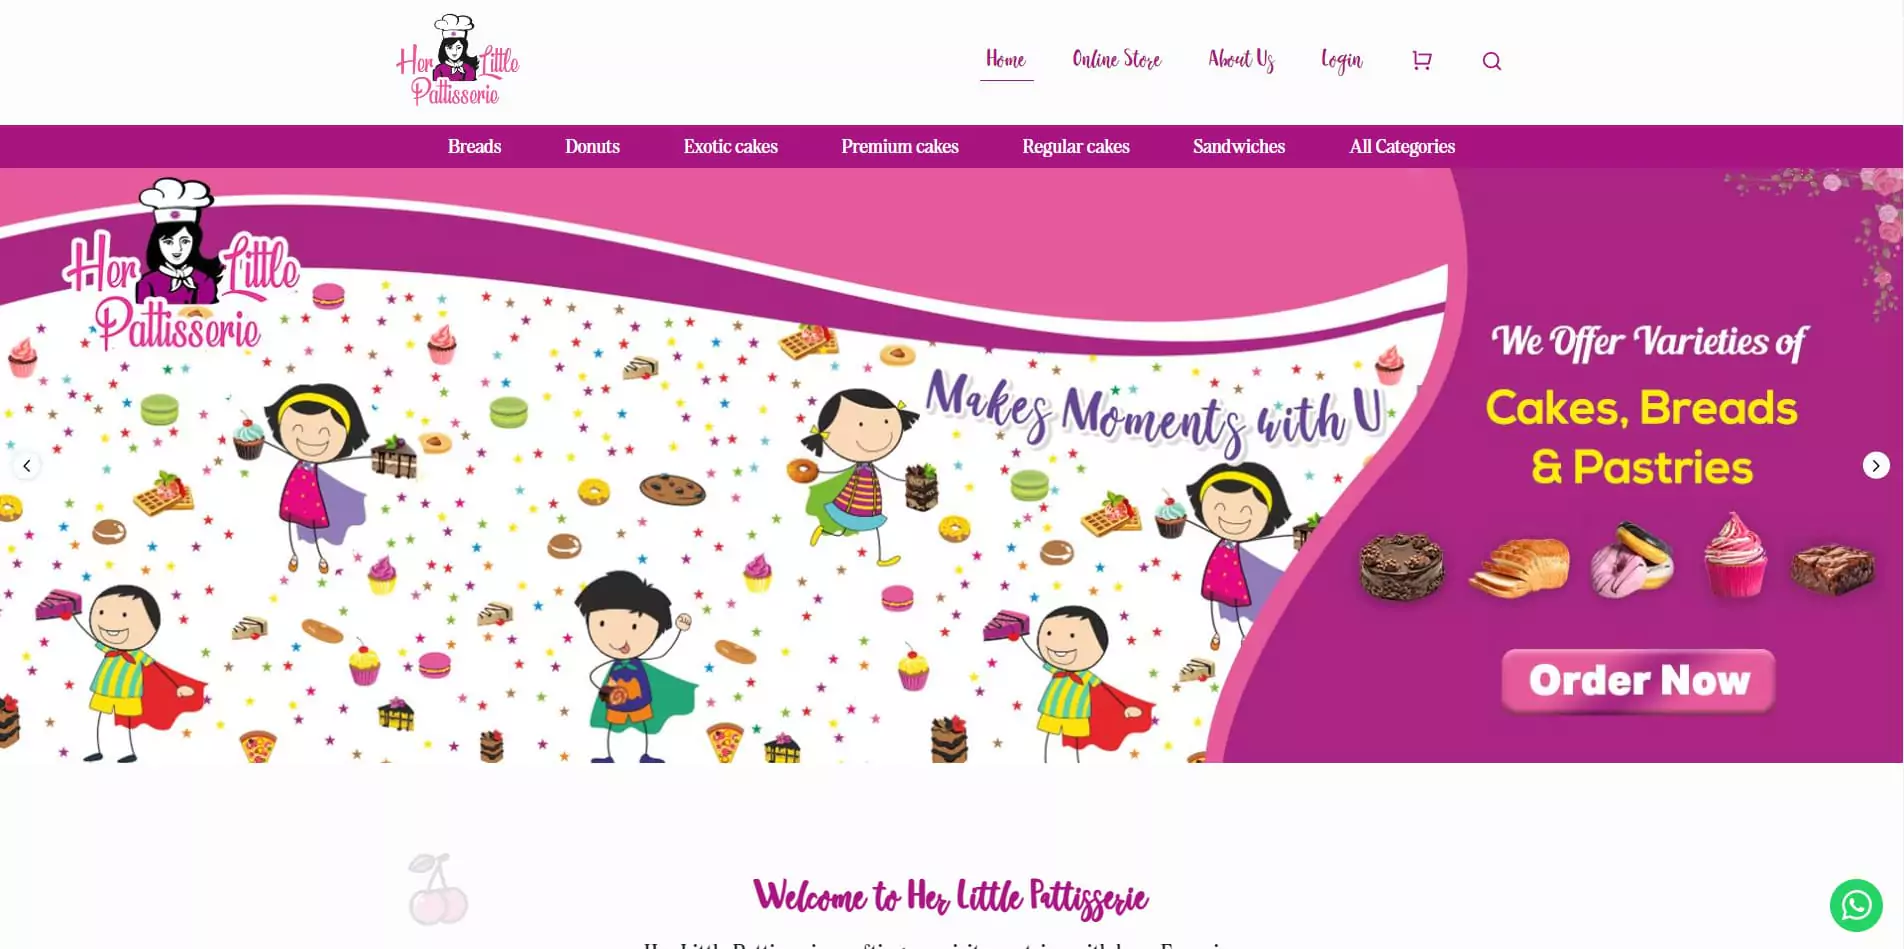 Her Little
Pattisserie
Home
Online Store
About Us
Login
Breads
Donuts
Exotic cakes
Premium cakes
Regular cakes
Sandwiches
All Categories
Her Little
Pattisserie
Makes Moments with U
We Offer Varieties of
Cakes, Breads
& Pastries
Order Now
Welcome to Her Little Pattisserie